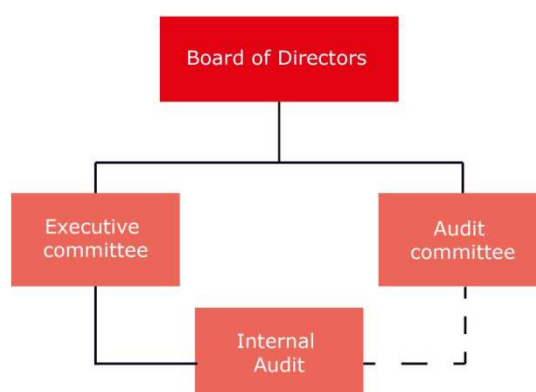 Board of Directors
Executive
committee
Audit
committee
Internal
Audit